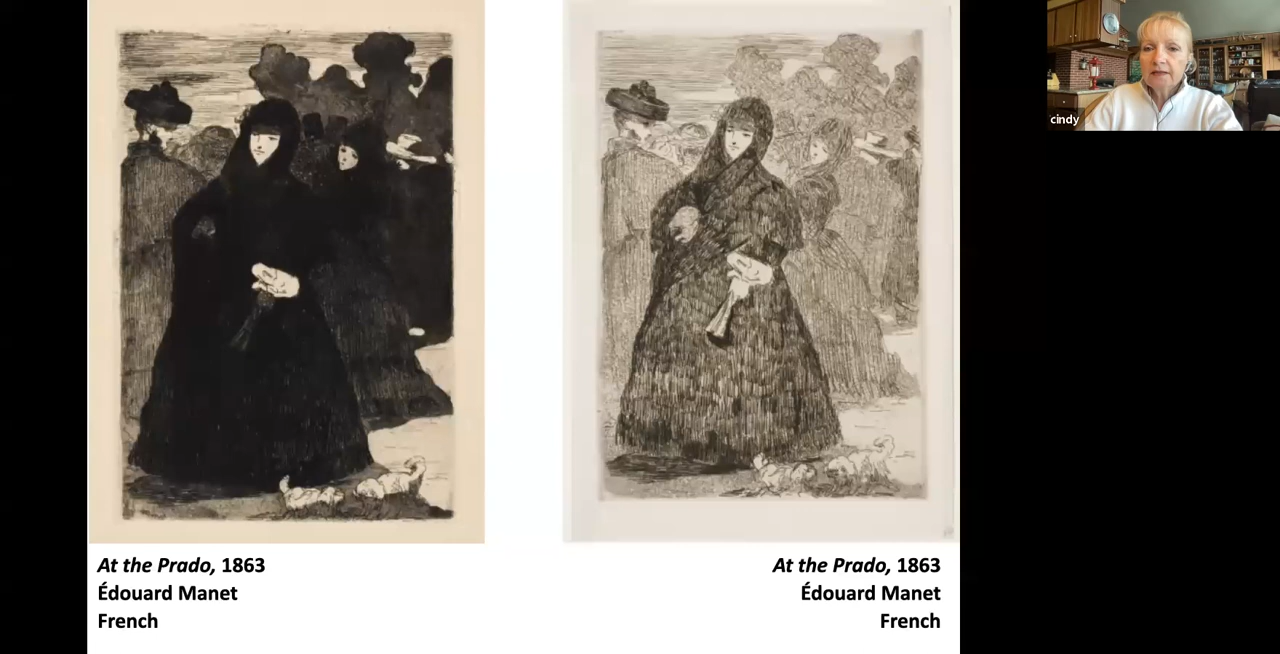 cindy
At the Prado, 1863
Édouard Manet
French
At the Prado, 1863
Édouard Manet
French